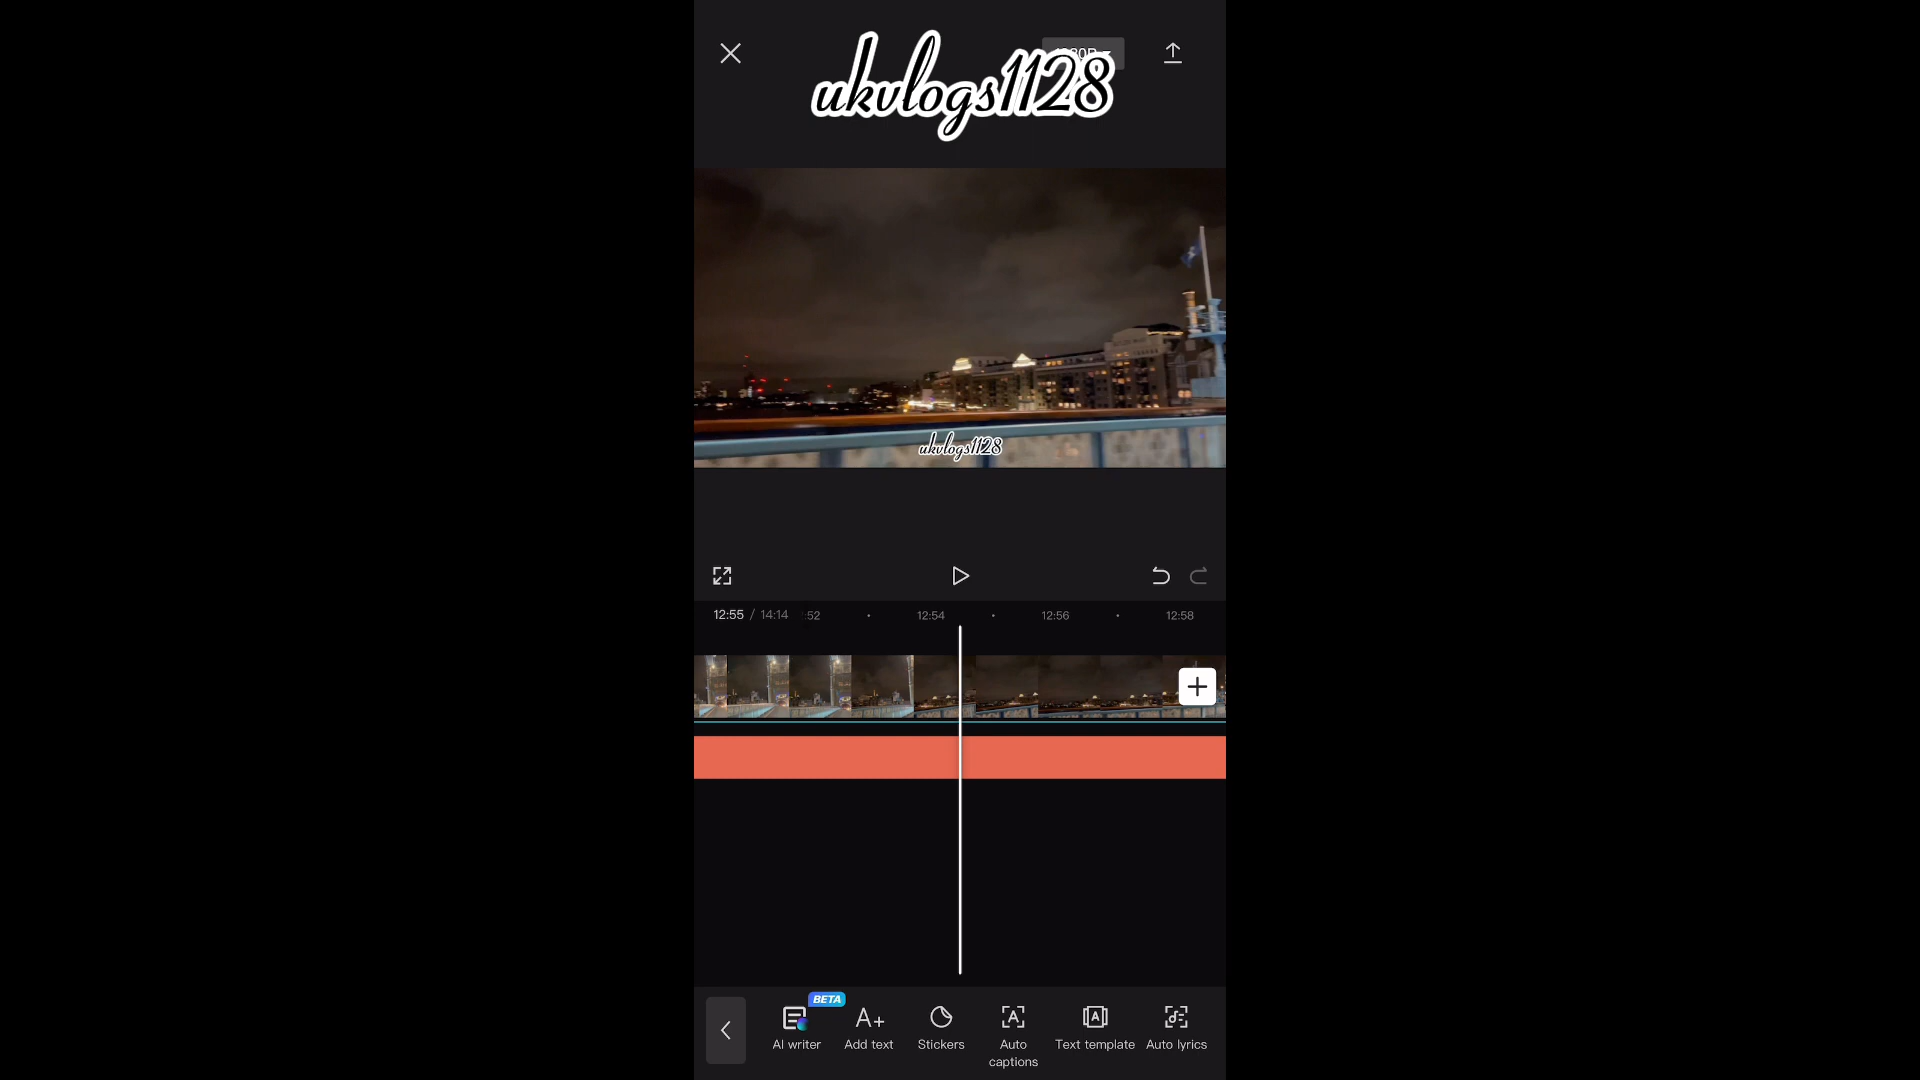 ukvlogs1128
ukvlogs1128
12:55 / 14:14
12:54
12:56
12:58
BETA
AI writer
Add text
Stickers
Auto
captions
Text template
Auto lyrics